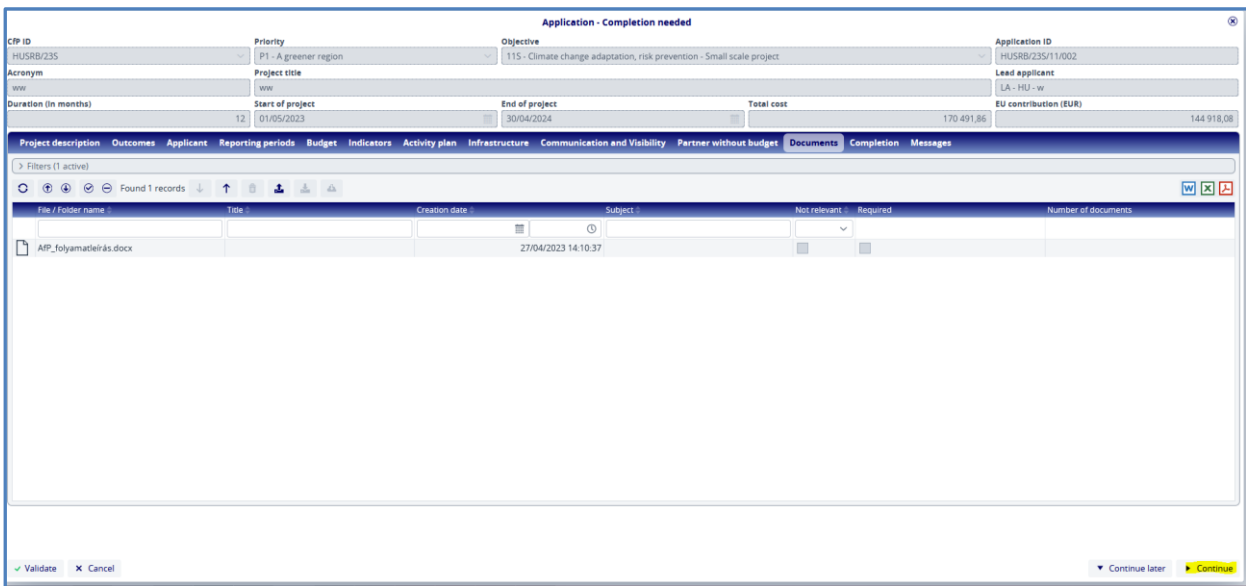 Application - Completion needed
CfP ID Priority Objective Application ID
HUSRB/23S P1 - A greener region 11S - Climate change adaptation, risk prevention - Small scale project HUSRB/23S/11/002
Acronym Project title Lead applicant
ww ww LA - HU - w
Duration (in months) Start of project End of project Total cost EU contribution (EUR)
12 01/05/2023 30/04/2024 170 491,86 144 918,08
Project description Outcomes Applicant Reporting periods Budget Indicators Activity plan Infrastructure Communication and Visibility Partner without budget Documents Completion Messages
> Filters (1 active)
Found 1 records
File / Folder name Title Creation date Subject Not relevant Required Number of documents
AfP_folyamatleírás.docx 27/04/2023 14:10:37
Validate Cancel Continue later Continue